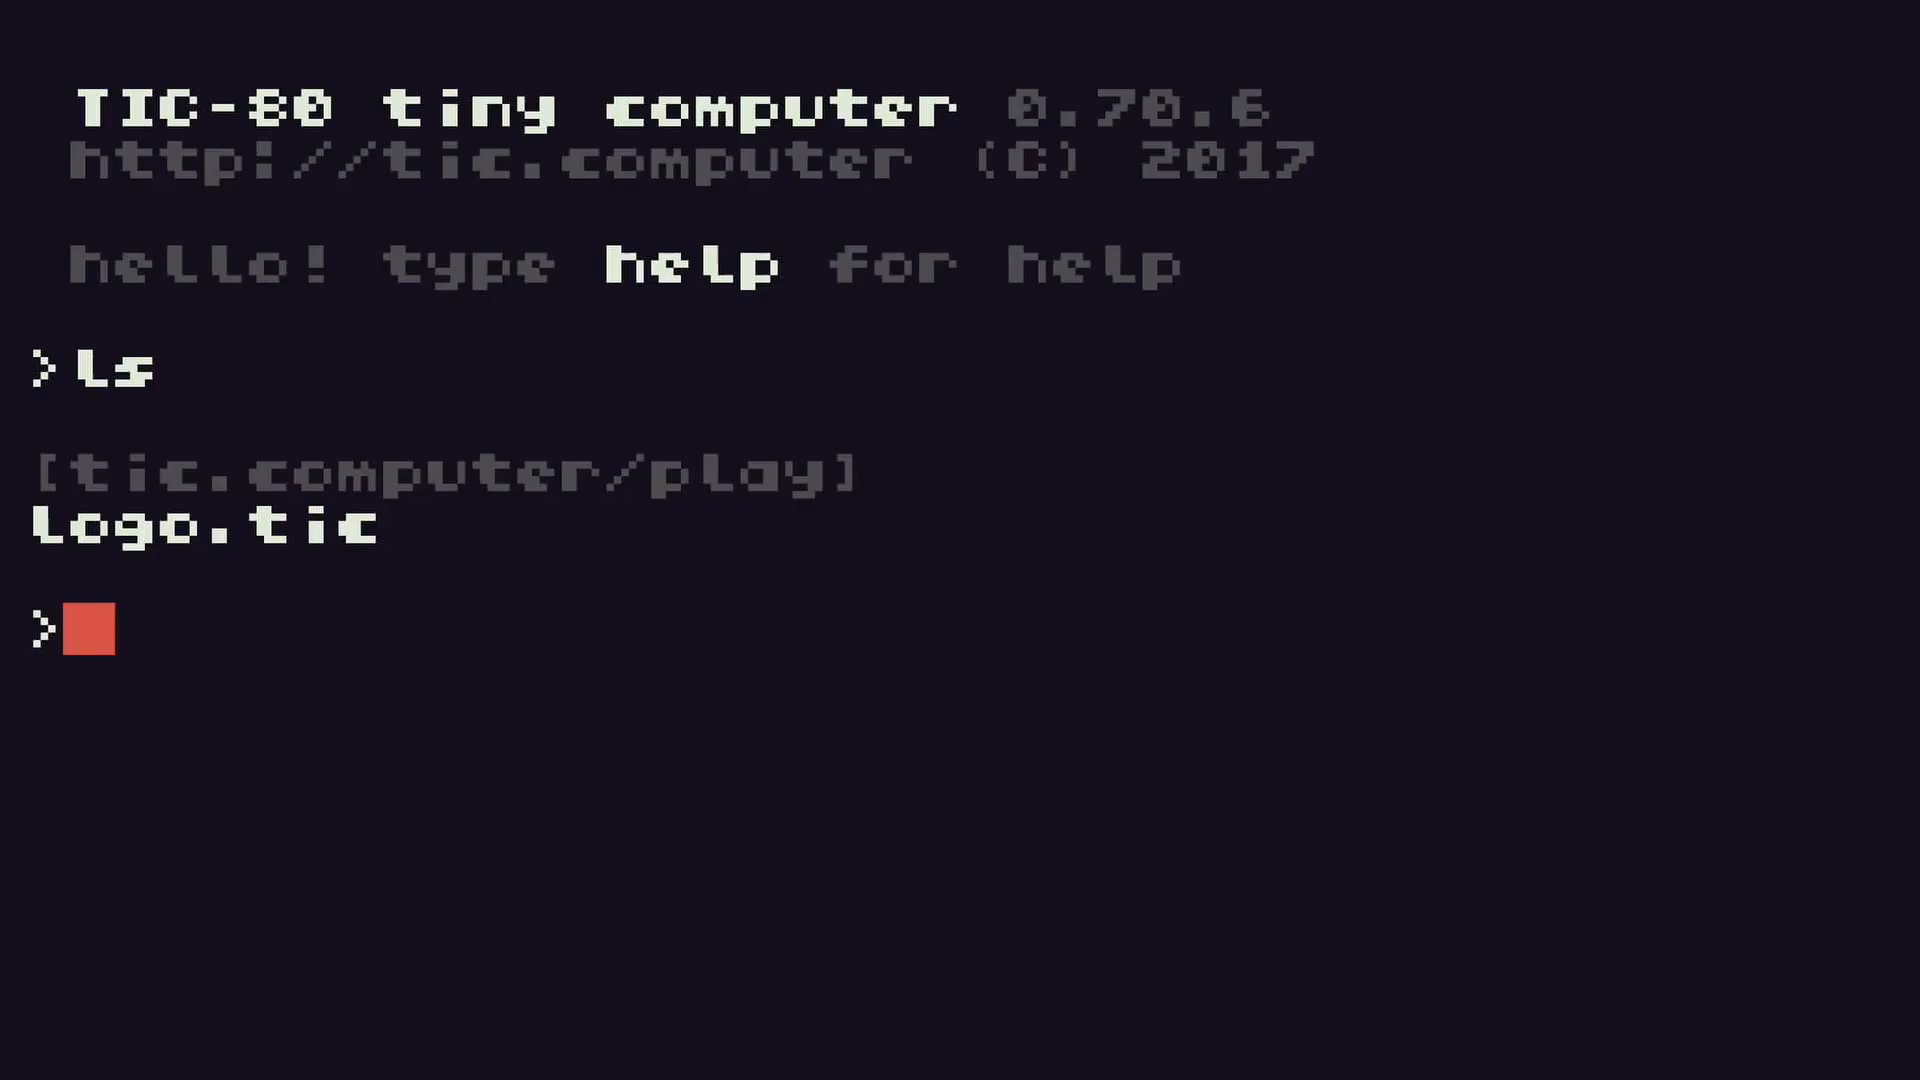 TIC-80 tiny computer 0.70.6
http://tic.computer (C) 2017
hello! type help for help
>ls
[tic.computer/play]
logo.tic
>